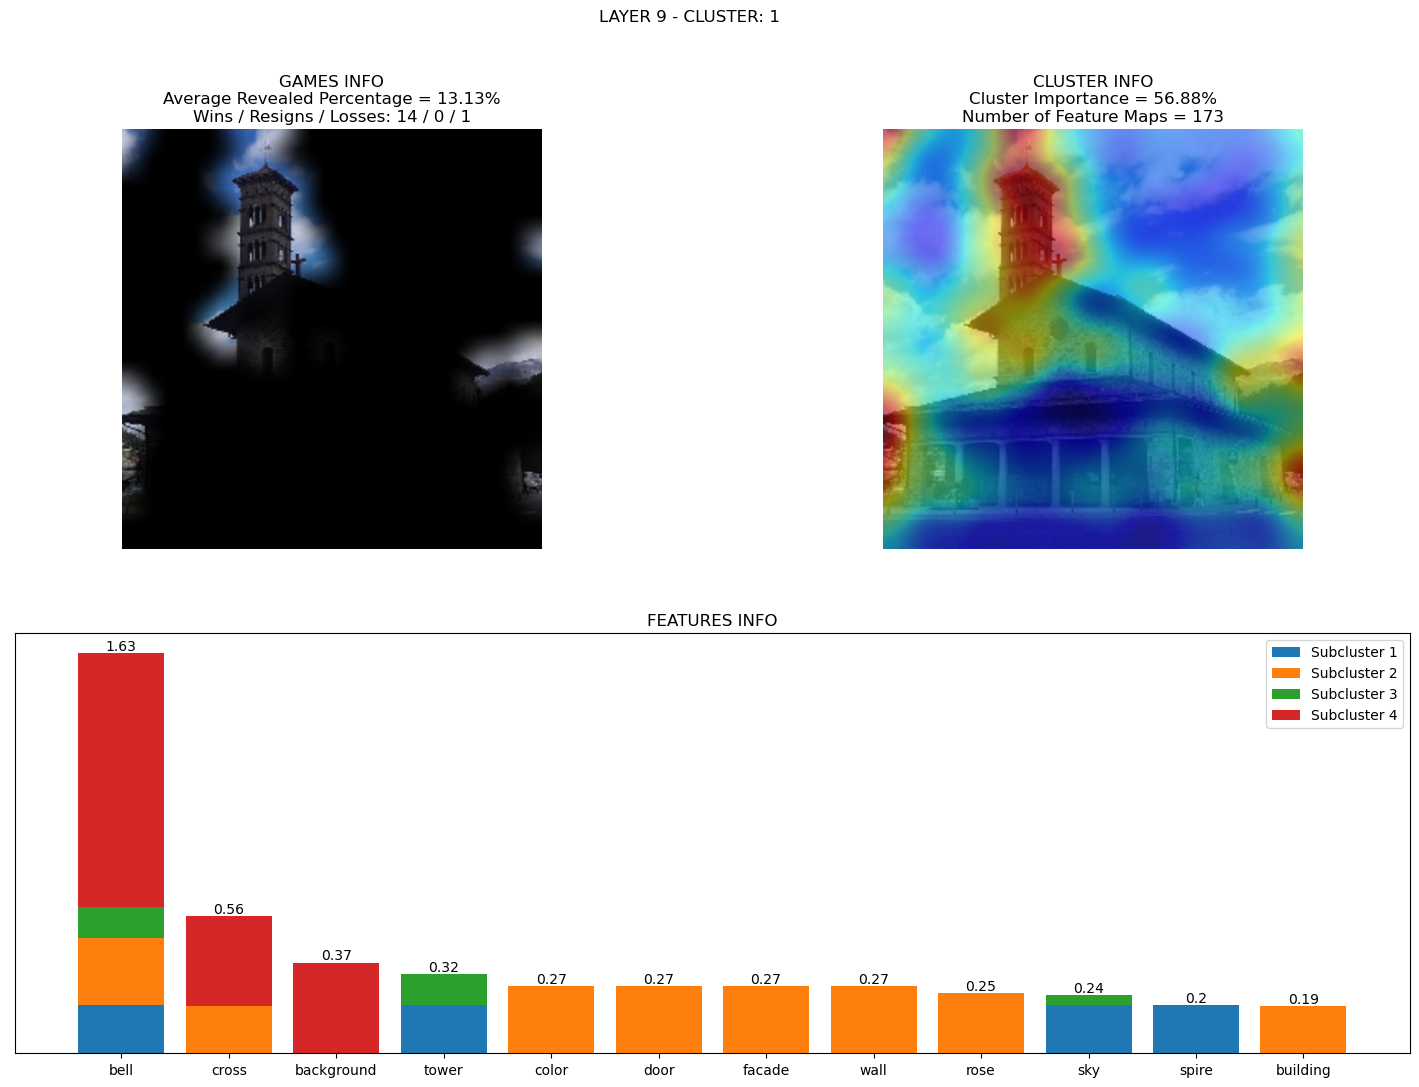 LAYER 9 - CLUSTER: 1
GAMES INFO
Average Revealed Percentage = 13.13%
Wins / Resigns / Losses: 14 / 0 / 1
CLUSTER INFO
Cluster Importance = 56.88%
Number of Feature Maps = 173
FEATURES INFO
Subcluster 1
Subcluster 2
Subcluster 3
Subcluster 4
1.63
0.56
0.37
0.32
0.27
0.27
0.27
0.27
0.25
0.24
0.2
0.19
bell
cross
background
tower
color
door
facade
wall
rose
sky
spire
building